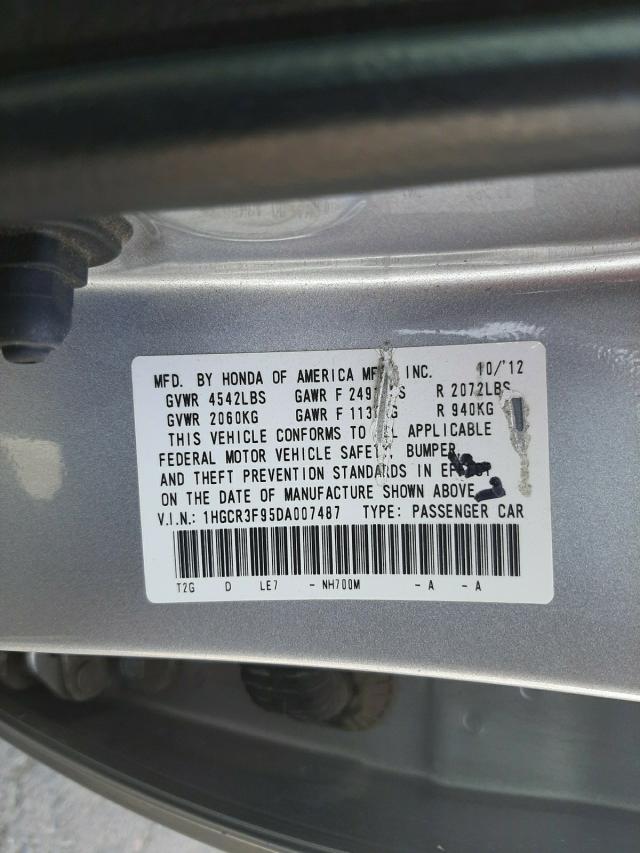 MFD. BY HONDA OF AMERICA INC. 10/'12
GVWR 4542LBS GAWR F R 2072LBS
GVWR 2060KG GAWR F R 940KG
THIS VEHICLE CONFORMS TO APPLICABLE
FEDERAL MOTOR VEHICLE SAFETY, BUMPER
AND THEFT PREVENTION STANDARDS IN EFFECT
ON THE DATE OF MANUFACTURE SHOWN ABOVE
V.I.N.: 1HGCR3F95DA007487 TYPE: PASSENGER CAR
T2G D LE7 - NH700M - A - A